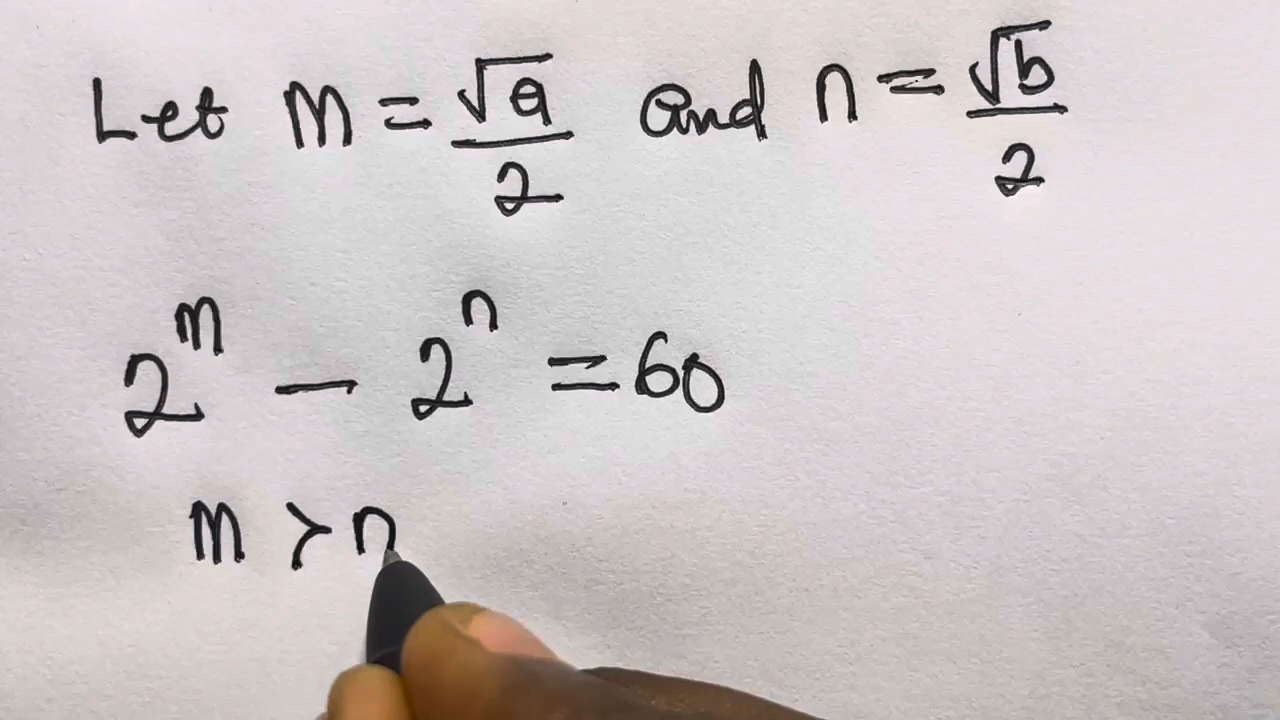 Let m = √a/2 and n = √b/2
2^m - 2^n = 60
m > n